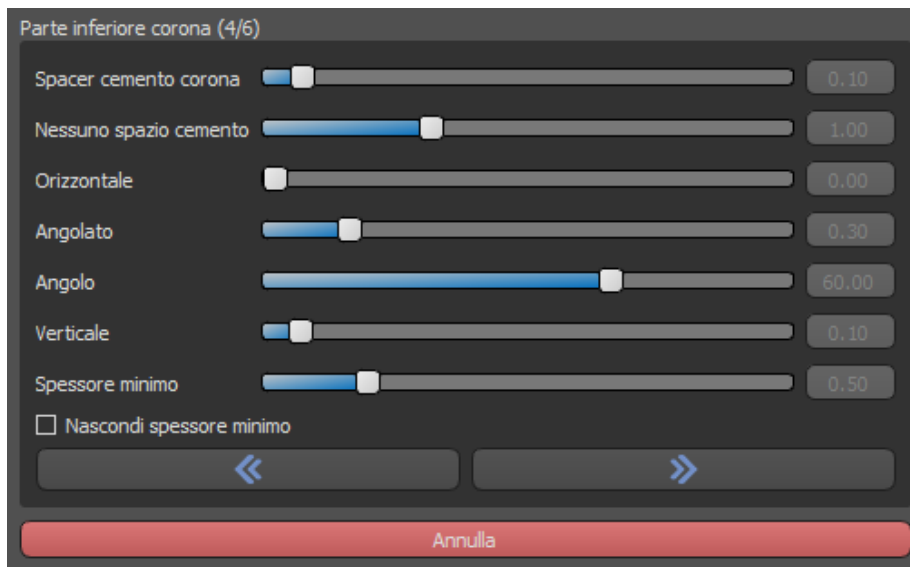 Parte inferiore corona (4/6)
Spacer cemento corona 0.10
Nessuno spazio cemento 1.00
Orizzontale 0.00
Angolato 0.30
Angolo 60.00
Verticale 0.10
Spessore minimo 0.50
Nascondi spessore minimo
Annulla